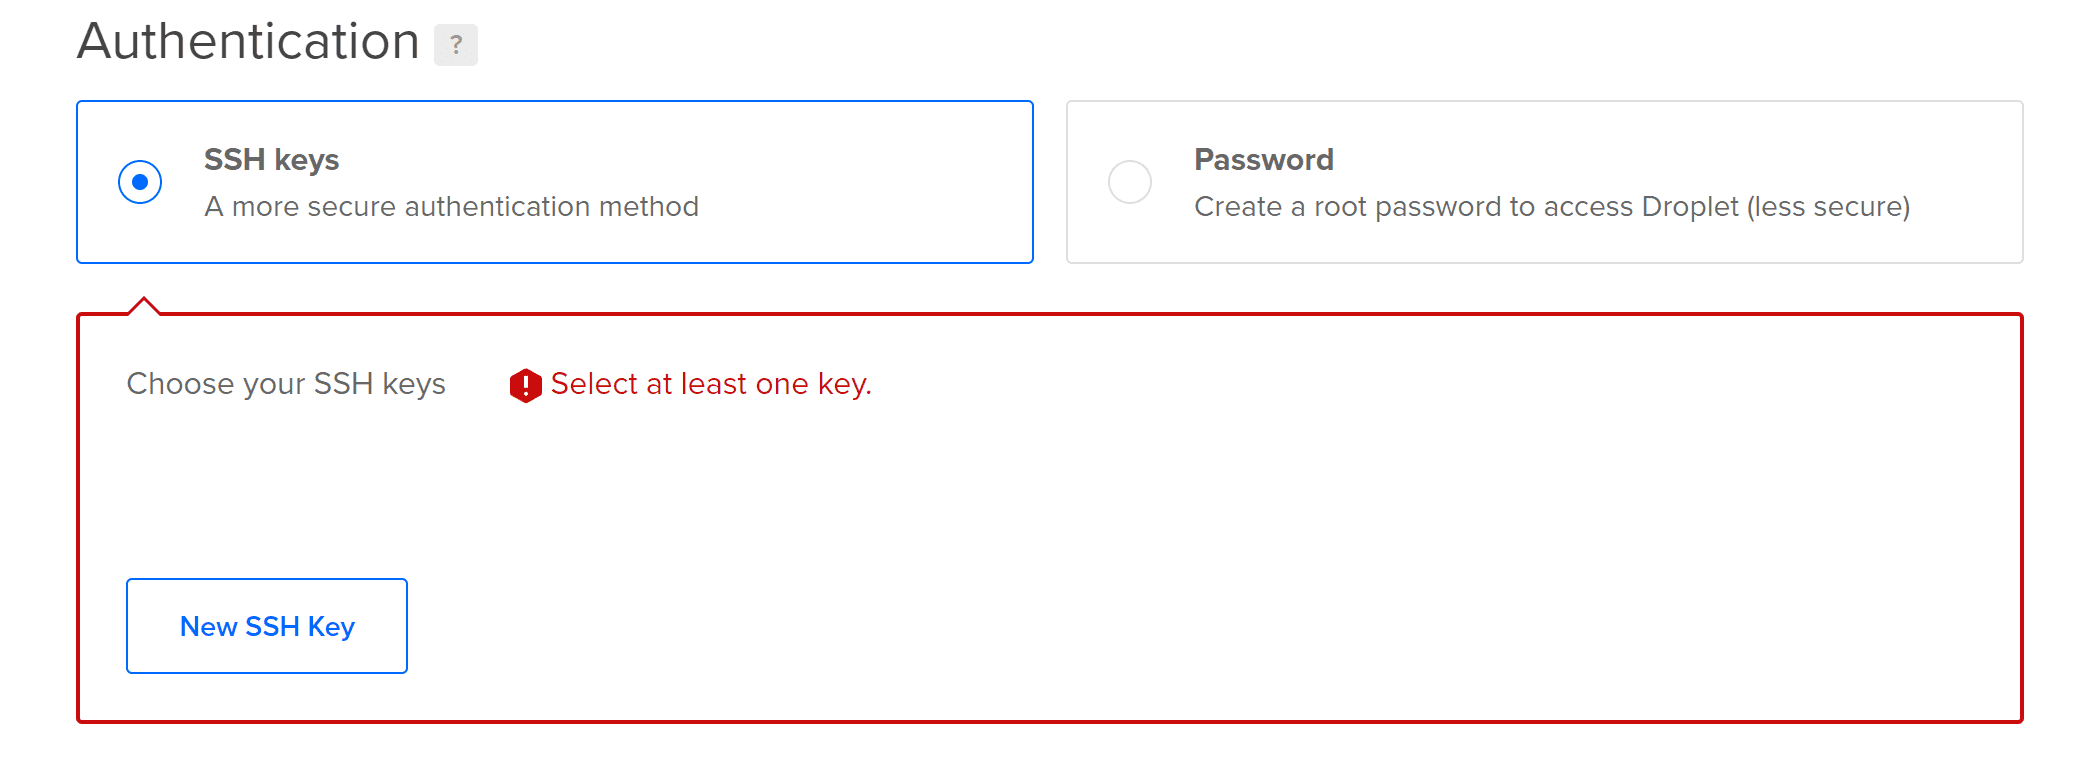 Authentication ?
SSH keys
A more secure authentication method
Password
Create a root password to access Droplet (less secure)
Choose your SSH keys
Select at least one key.
New SSH Key